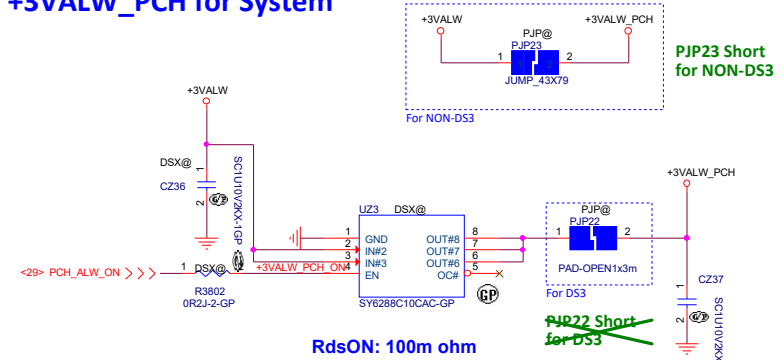 +3VALW_PCH for System
+3VALW
+3VALW_PCH
PJP@
PJP23
1
2
1
2
JUMP_43X79
For NON-DS3
PJP23 Short
for NON-DS3
+3VALW
DSX@
1
CZ36
2
G/P
SC1U10V2KX-1GP
<29> PCH_ALW_ON
1
DSX@
+3VALW_PCH_ON
R3802
0R2J-2-GP
UZ3
DSX@
1
GND
2
IN#2
3
IN#3
4
EN
OUT#8
8
OUT#7
7
OUT#6
6
OC#
5
SY6288C10CAC-GP
GP
RdsON: 100m ohm
PJP@
PJP22
1
2
PAD-OPEN1x3m
For DS3
PJP22 Short
for DS3
+3VALW_PCH
CZ37
1
2
G/P
SC1U10V2KX